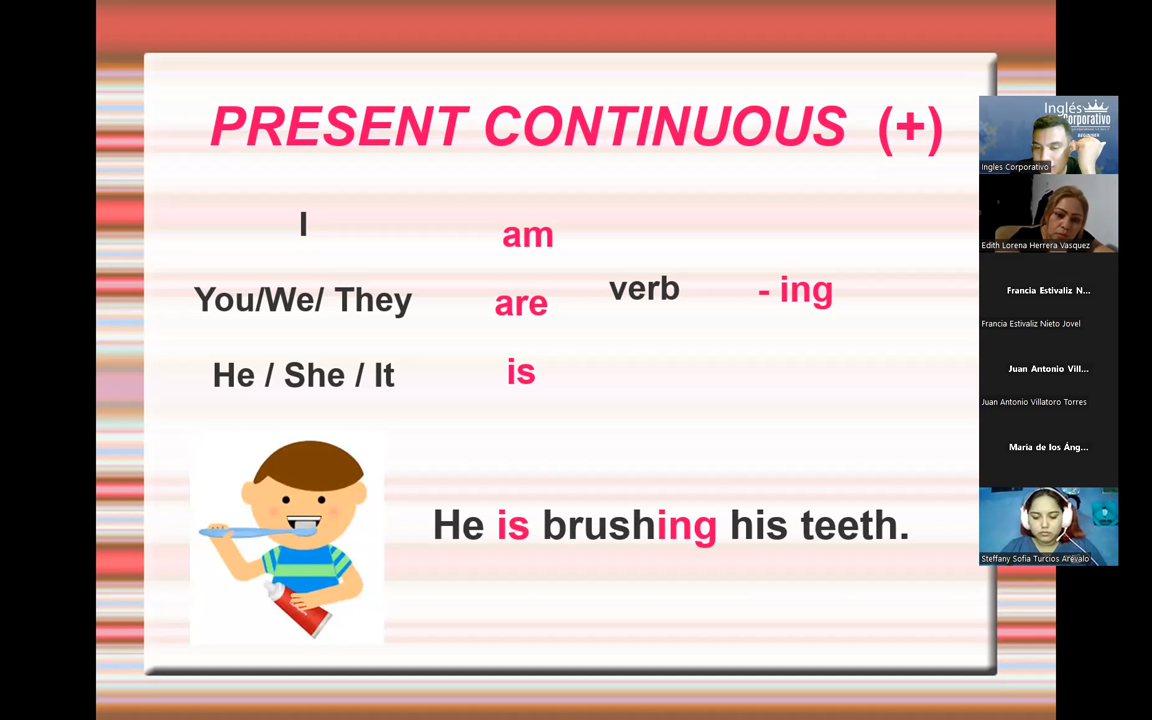 PRESENT CONTINUOUS (+)
I
am
You/We/ They
are
verb
- ing
He / She / It
is
He is brushing his teeth.
Inglés
Corporativo
BEGINNER
Ingles Corporativo
Edith Lorena Herrera Vasquez
Francia Estivaliz N...
Francia Estivaliz Nieto Jovel
Juan Antonio Vill...
Juan Antonio Villatoro Torres
Maria de los Áng...
Steffany Sofia Turcios Arévalo